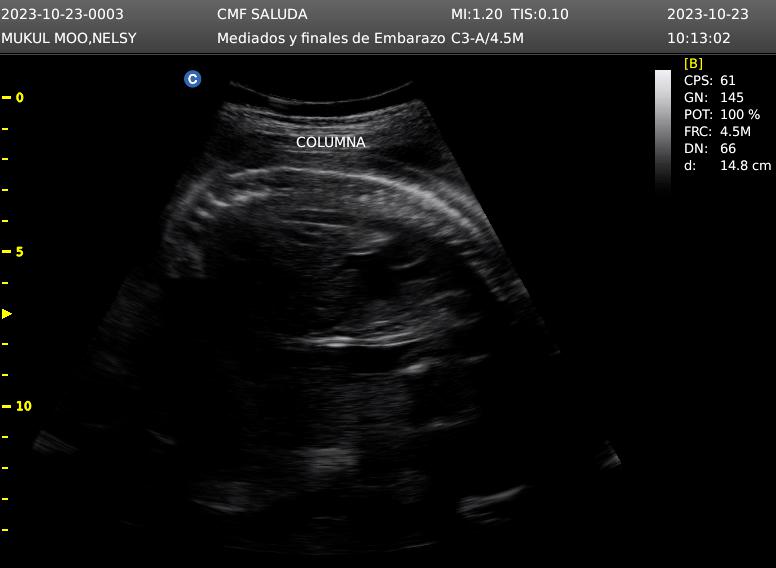 2023-10-23-0003 CMF SALUDA MI:1.20 TIS:0.10 2023-10-23
MUKUL MOO,NELSY Mediados y finales de Embarazo C3-A/4.5M 10:13:02
[B]
CPS: 61
GN: 145
POT: 100 %
FRC: 4.5M
DN: 66
d: 14.8 cm
C
COLUMNA
0
5
10